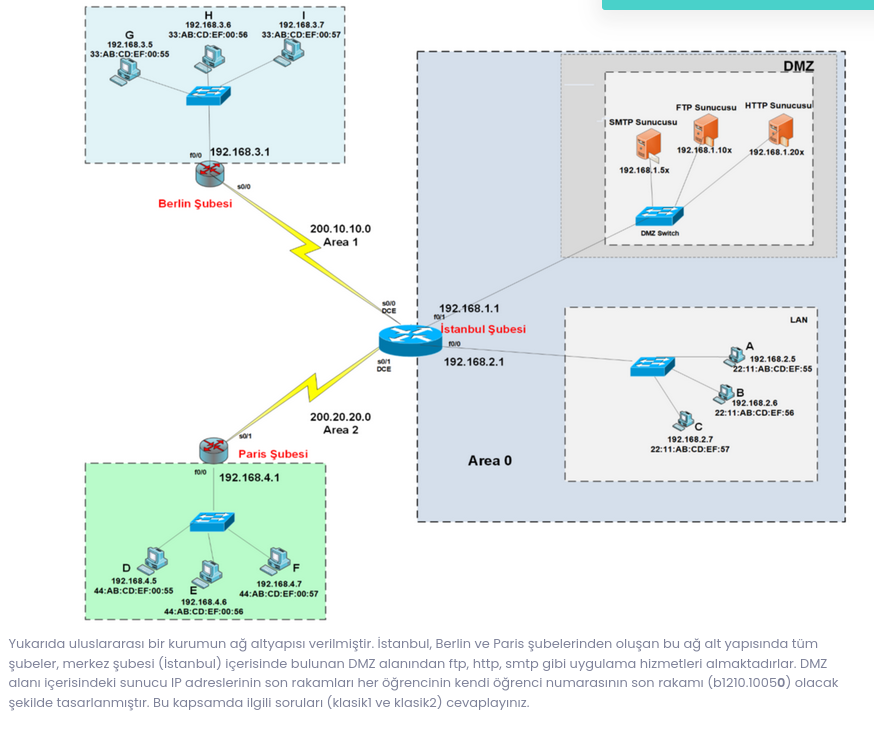 H
192.168.3.6
33:AB:CD:EF:00:56
I
192.168.3.7
33:AB:CD:EF:00:57
G
192.168.3.5
33:AB:CD:EF:00:55
f0/0
192.168.3.1
s0/0
Berlin Şubesi
200.10.10.0
Area 1
s0/0
DCE
DMZ
SMTP Sunucusu
FTP Sunucusu
HTTP Sunucusu
192.168.1.5x
192.168.1.10x
192.168.1.20x
DMZ Switch
192.168.1.1
f0/1
İstanbul Şubesi
f0/0
192.168.2.1
s0/1
DCE
LAN
A
192.168.2.5
22:11:AB:CD:EF:55
B
192.168.2.6
22:11:AB:CD:EF:56
C
192.168.2.7
22:11:AB:CD:EF:57
Area 0
200.20.20.0
Area 2
s0/1
Paris Şubesi
f0/0
192.168.4.1
D
192.168.4.5
44:AB:CD:EF:00:55
E
192.168.4.6
44:AB:CD:EF:00:56
F
192.168.4.7
44:AB:CD:EF:00:57
Yukarıda uluslararası bir kurumun ağ altyapısı verilmiştir. İstanbul, Berlin ve Paris şubelerinden oluşan bu ağ alt yapısında tüm
şubeler, merkez şubesi (İstanbul) içerisinde bulunan DMZ alanından ftp, http, smtp gibi uygulama hizmetleri almaktadırlar. DMZ
alanı içerisindeki sunucu IP adreslerinin son rakamları her öğrencinin kendi öğrenci numarasının son rakamı (b1210.10050) olacak
şekilde tasarlanmıştır. Bu kapsamda ilgili soruları (klasik1 ve klasik2) cevaplayınız.